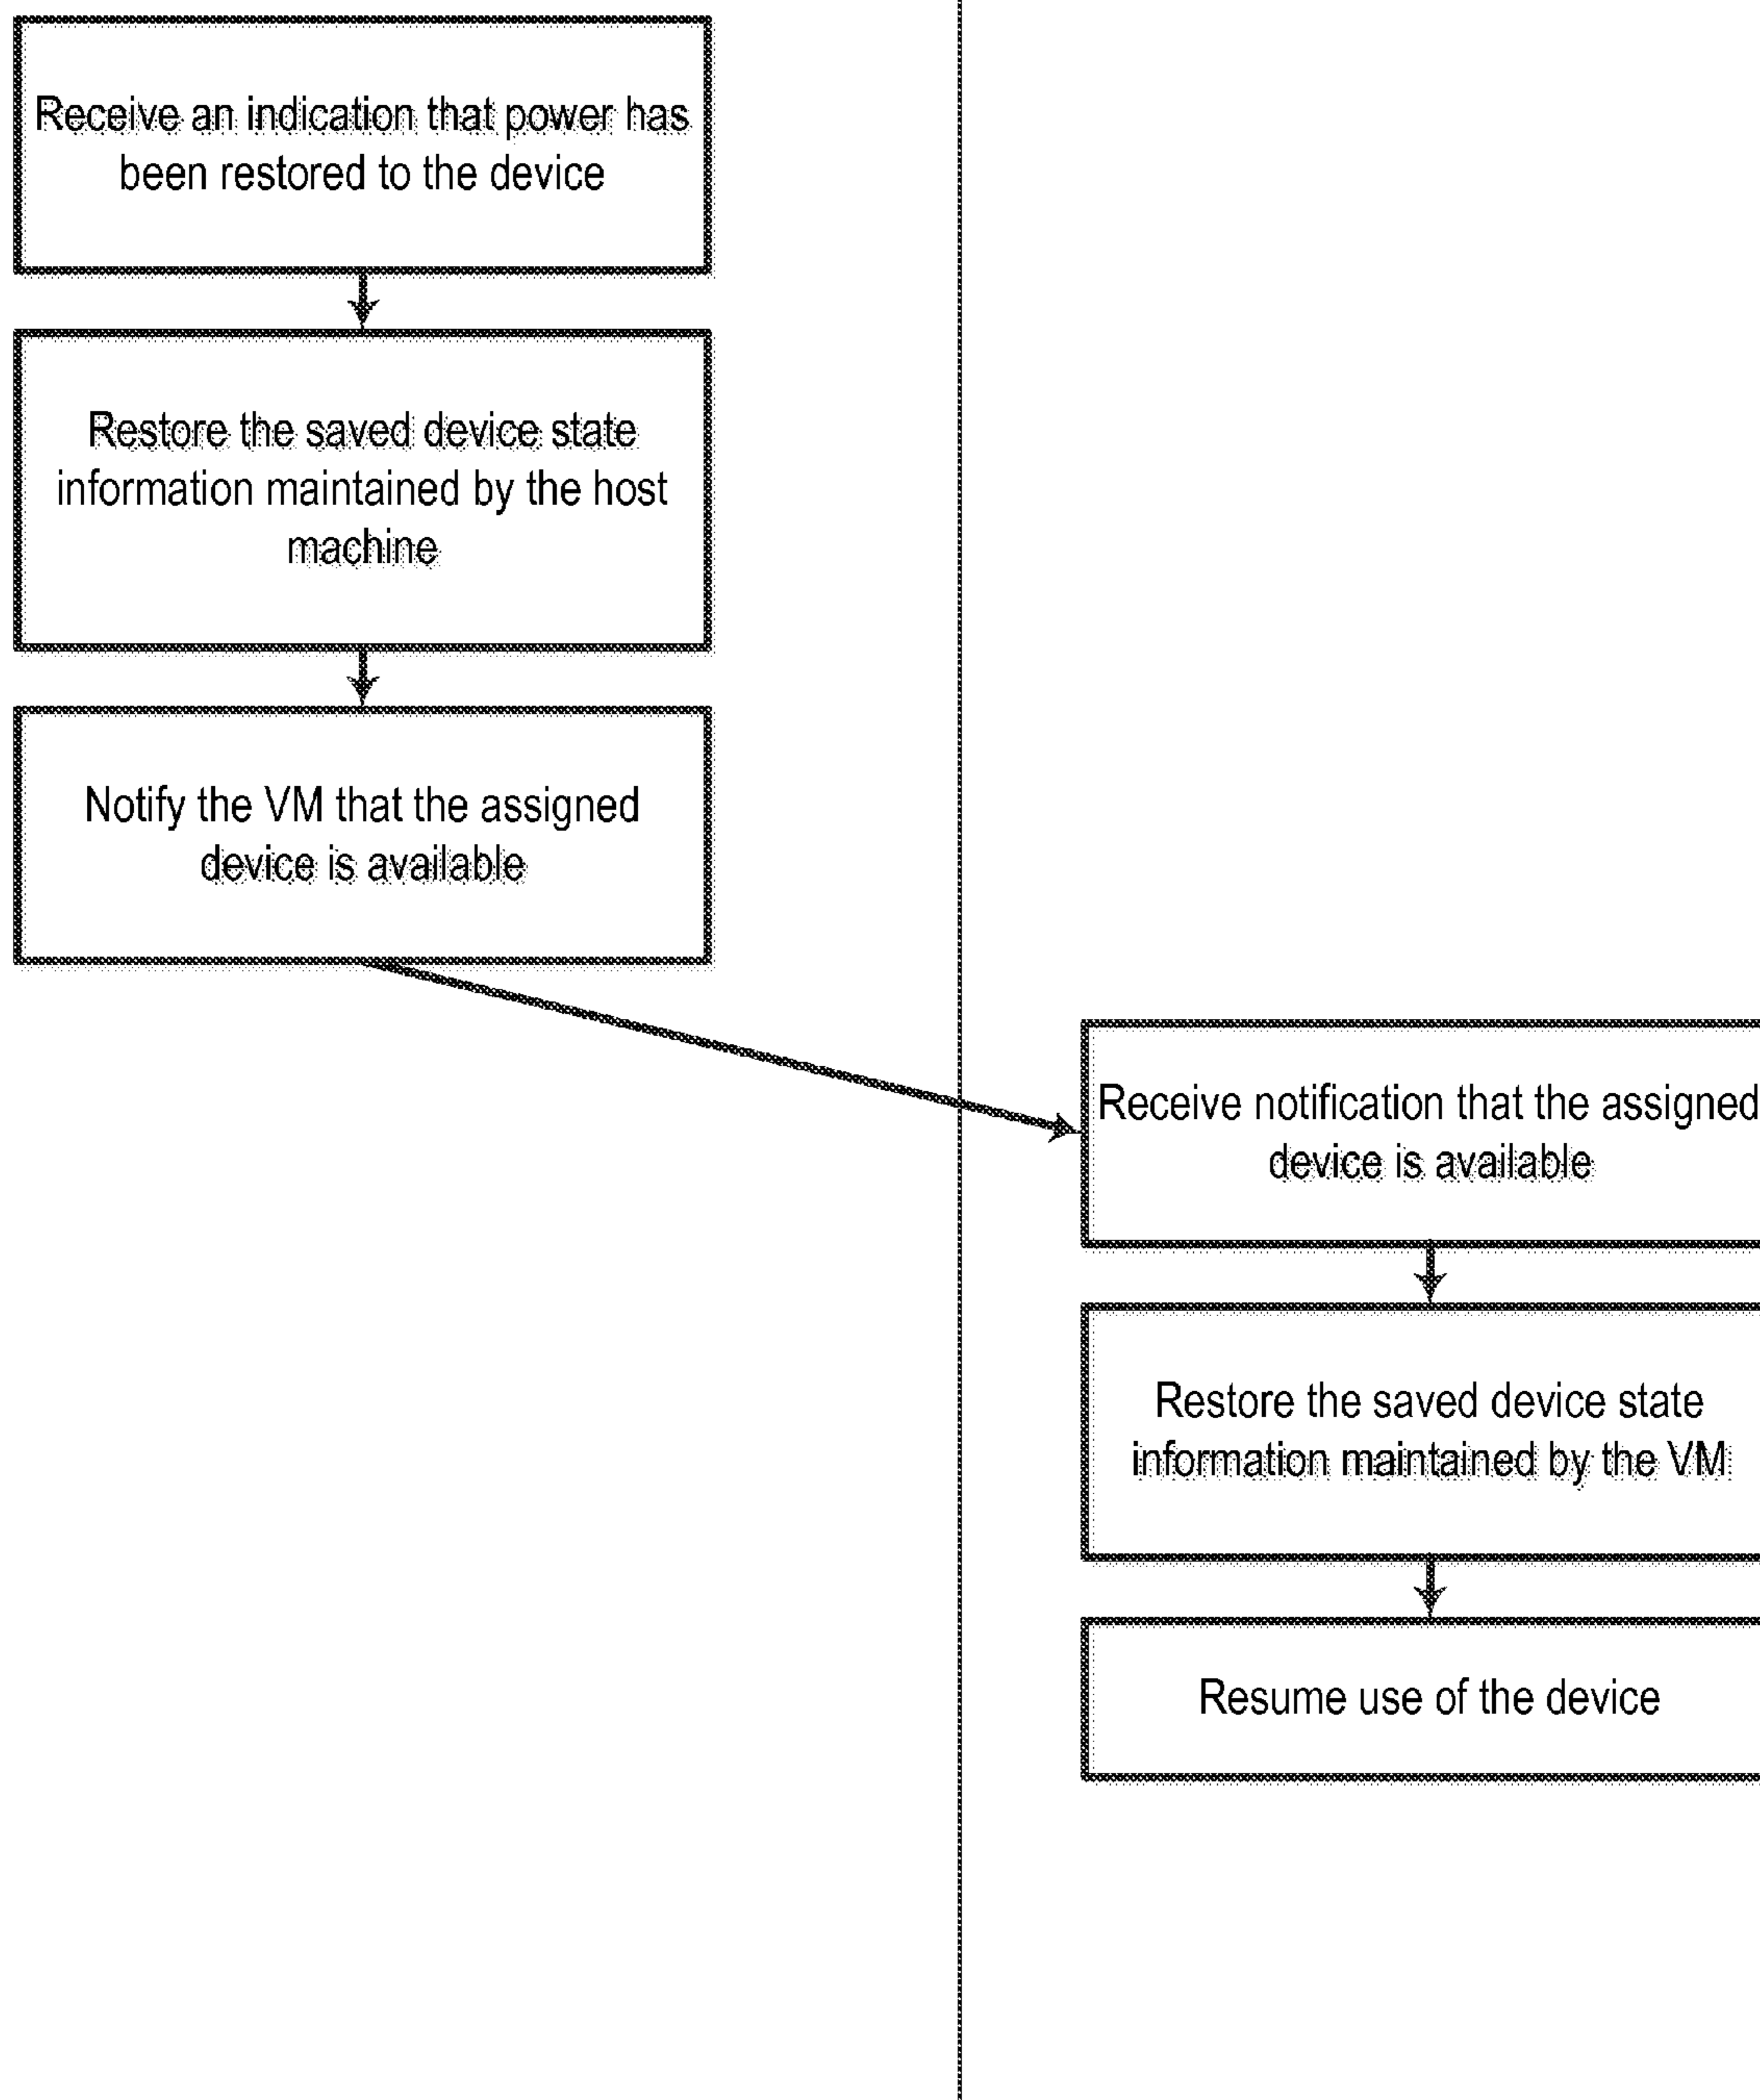 Receive an indication that power has
been restored to the device
Restore the saved device state
information maintained by the host
machine
Notify the VM that the assigned
device is available
Receive notification that the assigned
device is available
Restore the saved device state
information maintained by the VM
Resume use of the device